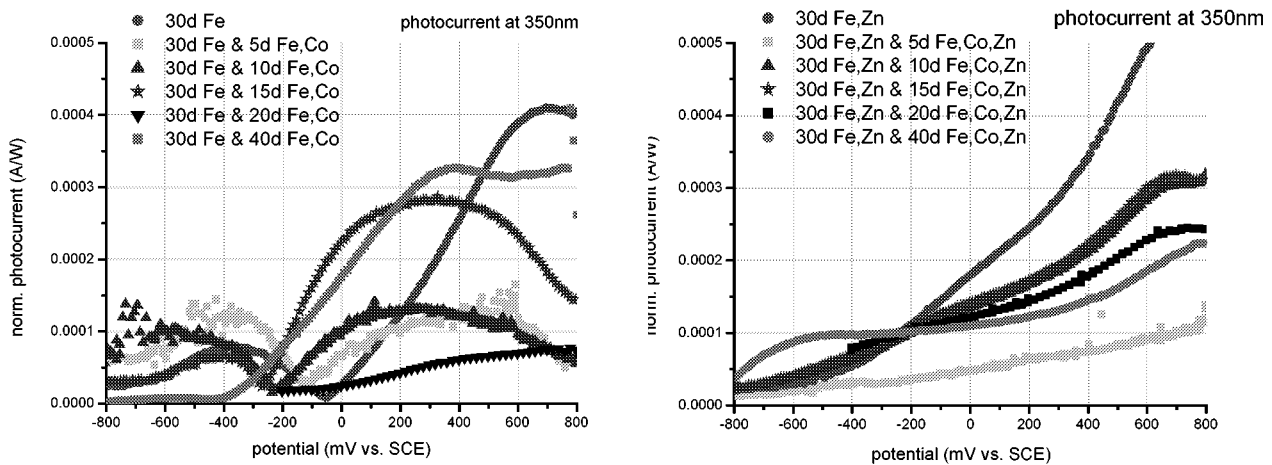 30d Fe
photocurrent at 350nm
30d Fe & 5d Fe,Co
30d Fe & 10d Fe,Co
30d Fe & 15d Fe,Co
30d Fe & 20d Fe,Co
30d Fe & 40d Fe,Co
0.0005
0.0004
0.0003
0.0002
0.0001
0.0000
norm. photocurrent (A/W)
-800 -600 -400 -200 0 200 400 600 800
potential (mV vs. SCE)
30d Fe,Zn
photocurrent at 350nm
30d Fe,Zn & 5d Fe,Co,Zn
30d Fe,Zn & 10d Fe,Co,Zn
30d Fe,Zn & 15d Fe,Co,Zn
30d Fe,Zn & 20d Fe,Co,Zn
30d Fe,Zn & 40d Fe,Co,Zn
0.0005
0.0004
0.0003
0.0002
0.0001
0.0000
norm. photocurrent (A/W)
-800 -600 -400 -200 0 200 400 600 800
potential (mV vs. SCE)